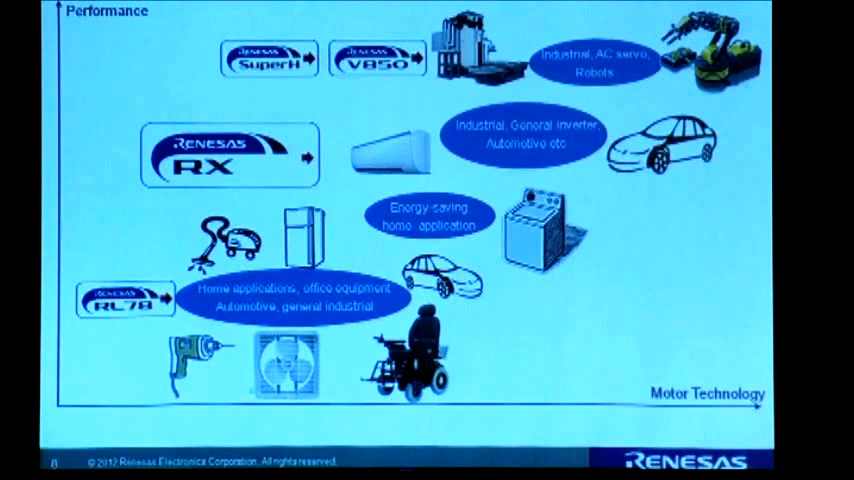 Performance
RENESAS
SuperH
RENESAS
V850
Industrial, AC servo,
Robots
Industrial, General inverter,
Automotive etc
RENESAS
RX
Energy-saving
home application
RENESAS
RL78
Home applications, office equipment
Automotive, general industrial
Motor Technology
8
© 2012 Renesas Electronics Corporation. All rights reserved.
RENESAS